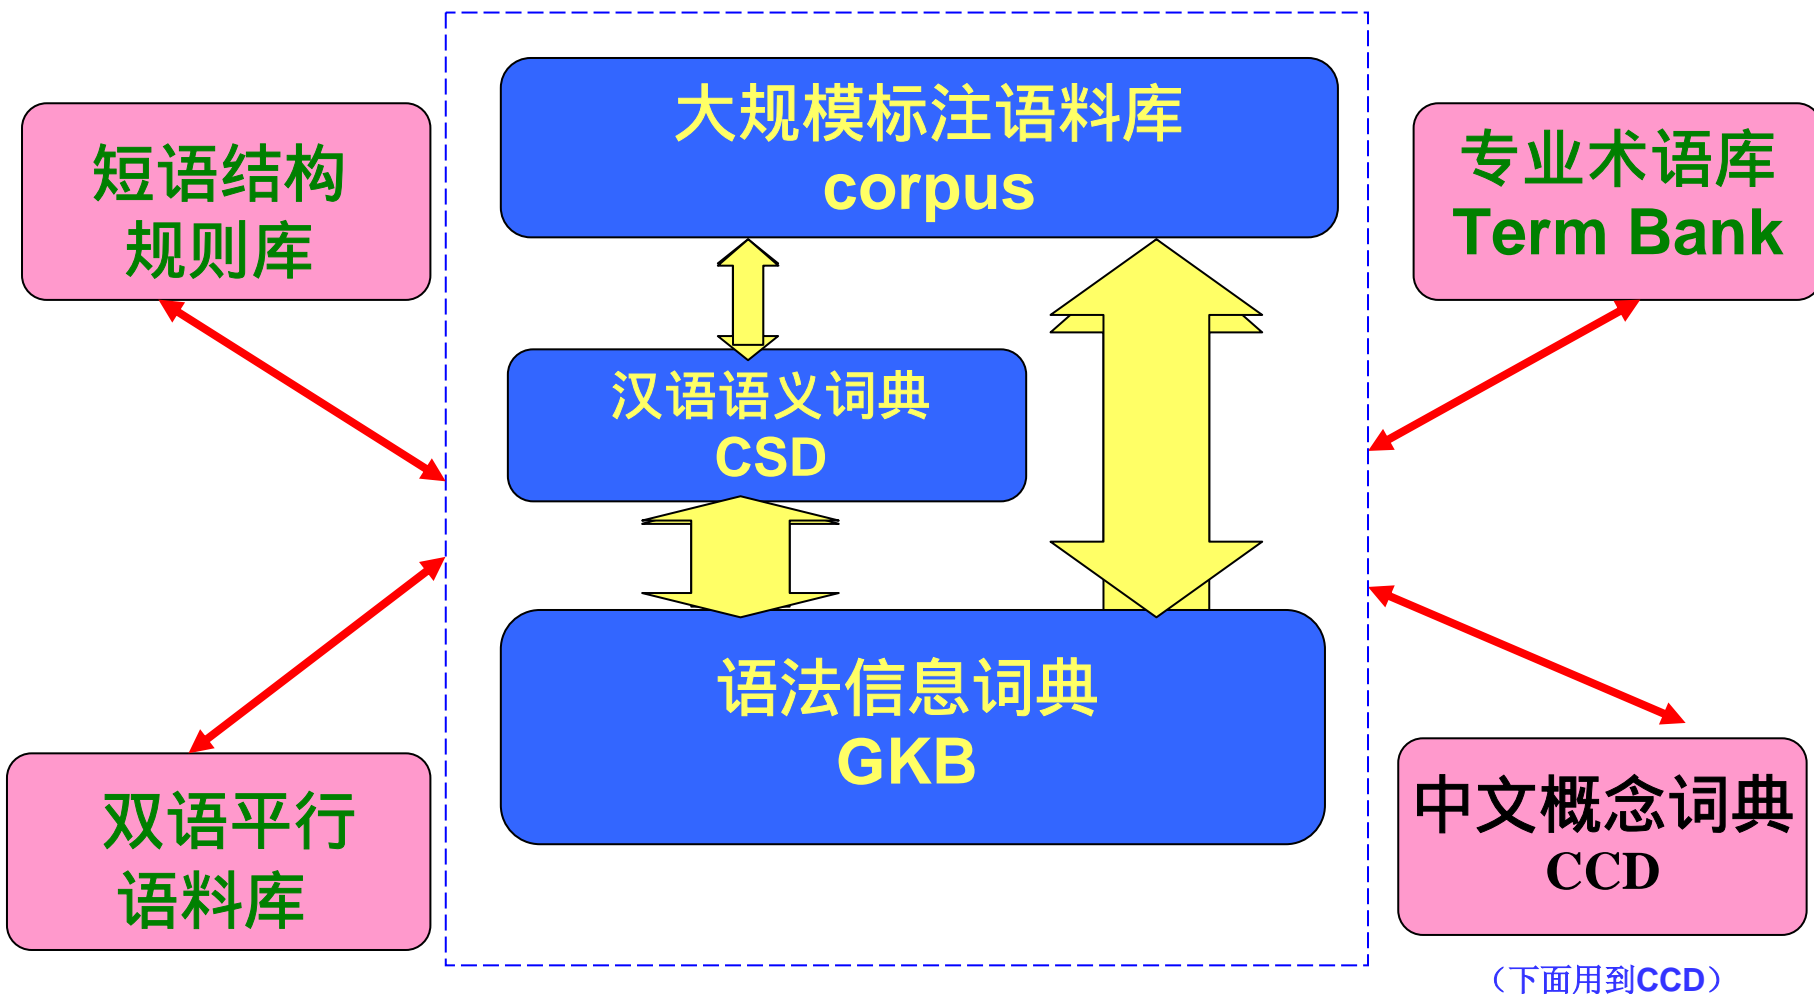 大规模标注语料库
corpus
短语结构
规则库
专业术语库
Term Bank
汉语语义词典
CSD
语法信息词典
GKB
双语平行
语料库
中文概念词典
CCD
（下面用到CCD）